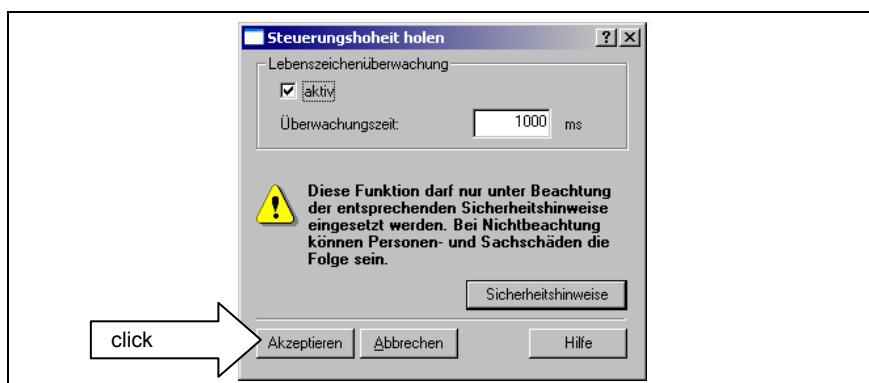 Steuerungshoheit holen
Lebenszeichenüberwachung
aktiv
Überwachungszeit: 1000 ms
Diese Funktion darf nur unter Beachtung
der entsprechenden Sicherheitshinweise
eingesetzt werden. Bei Nichtbeachtung
können Personen- und Sachschäden die
Folge sein.
Sicherheitshinweise
click
Akzeptieren Abbrechen Hilfe